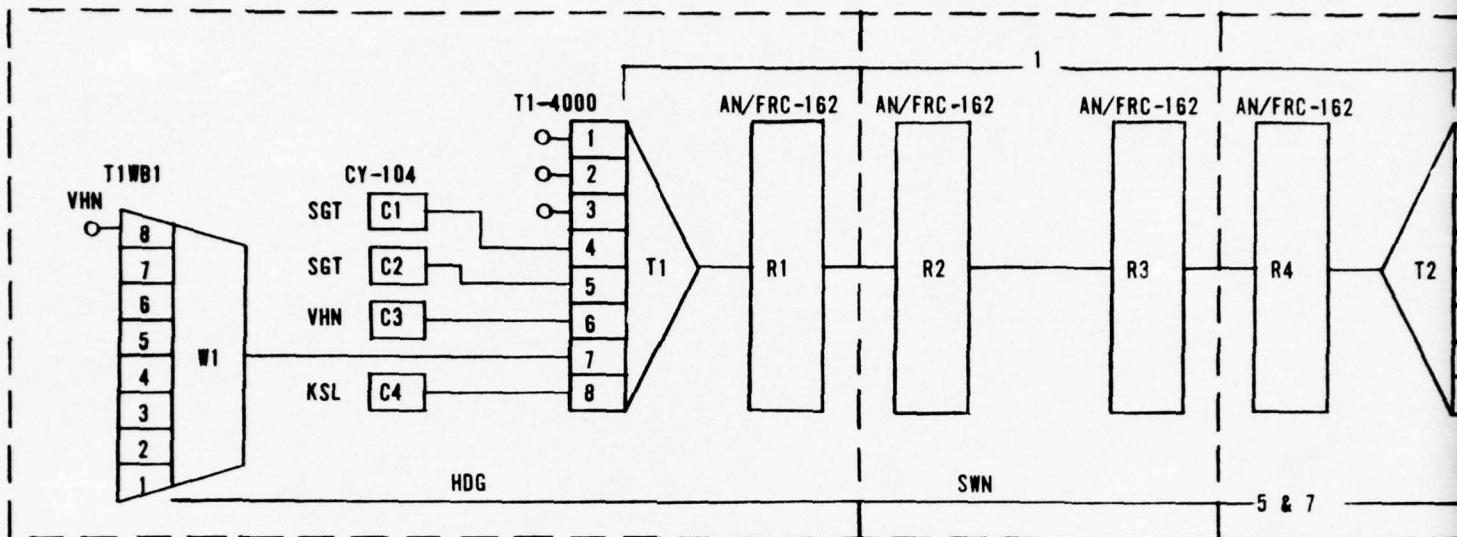 1
T1-4000
AN/FRC-162
AN/FRC-162
AN/FRC-162
AN/FRC-162
T1WB1
VHN
8
7
6
5
4
3
2
1
W1
CY-104
SGT
C1
SGT
C2
VHN
C3
KSL
C4
1
2
3
4
5
6
7
8
T1
R1
R2
R3
R4
T2
HDG
SWN
5 & 7